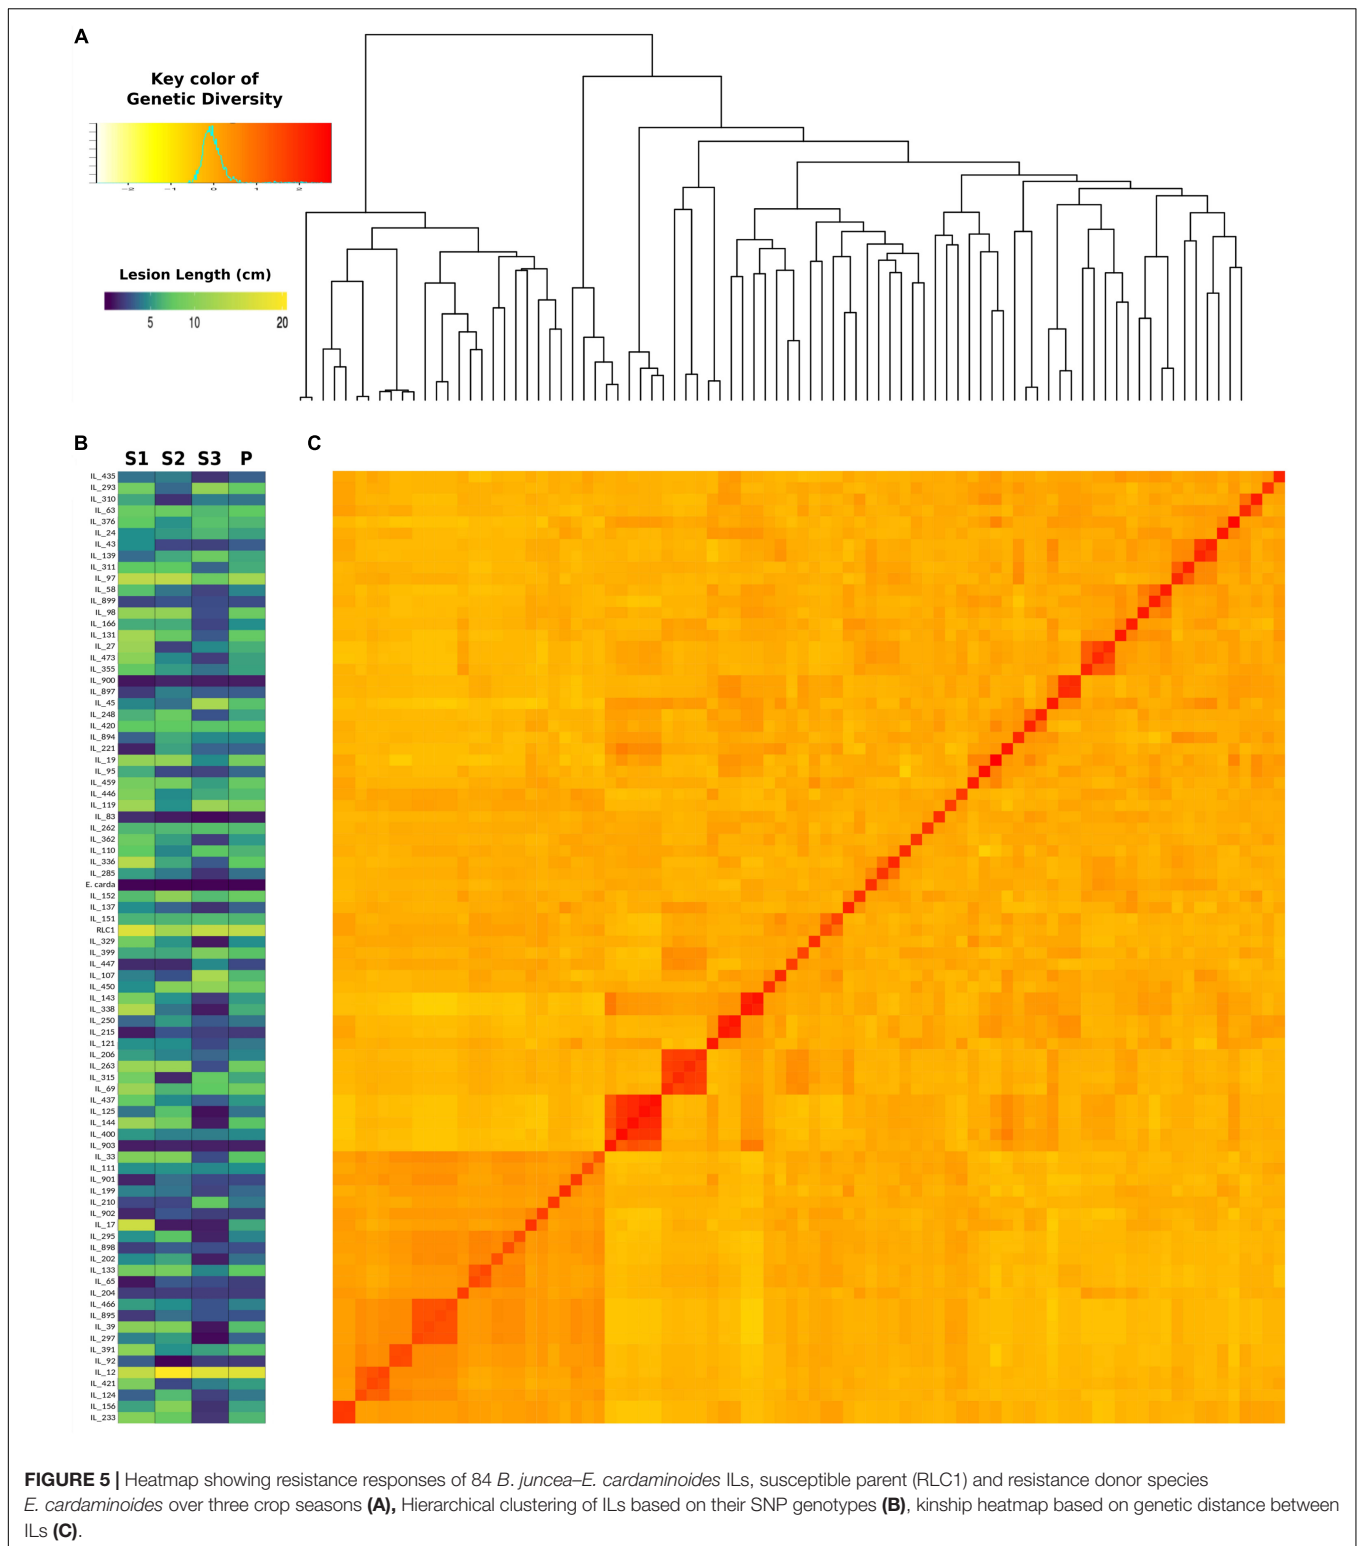 A
Key color of
Genetic Diversity
-2 -1 0 1 2
Lesion Length (cm)
5 10 20
B
C
S1 S2 S3 P
IL_435
IL_293
IL_310
IL_63
IL_376
IL_24
IL_43
IL_139
IL_311
IL_97
IL_58
IL_899
IL_98
IL_166
IL_131
IL_27
IL_473
IL_355
IL_900
IL_897
IL_45
IL_248
IL_420
IL_894
IL_221
IL_19
IL_95
IL_459
IL_446
IL_119
IL_83
IL_262
IL_362
IL_110
IL_336
IL_285
E. carda
IL_152
IL_137
IL_151
RLC1
IL_329
IL_399
IL_447
IL_107
IL_450
IL_143
IL_338
IL_250
IL_215
IL_121
IL_206
IL_263
IL_315
IL_69
IL_437
IL_125
IL_144
IL_400
IL_903
IL_33
IL_111
IL_901
IL_199
IL_210
IL_902
IL_17
IL_295
IL_898
IL_202
IL_133
IL_65
IL_204
IL_466
IL_895
IL_39
IL_297
IL_391
IL_92
IL_12
IL_421
IL_124
IL_156
IL_233
FIGURE 5 | Heatmap showing resistance responses of 84 B. juncea–E. cardaminoides ILs, susceptible parent (RLC1) and resistance donor species
E. cardaminoides over three crop seasons (A), Hierarchical clustering of ILs based on their SNP genotypes (B), kinship heatmap based on genetic distance between
ILs (C).